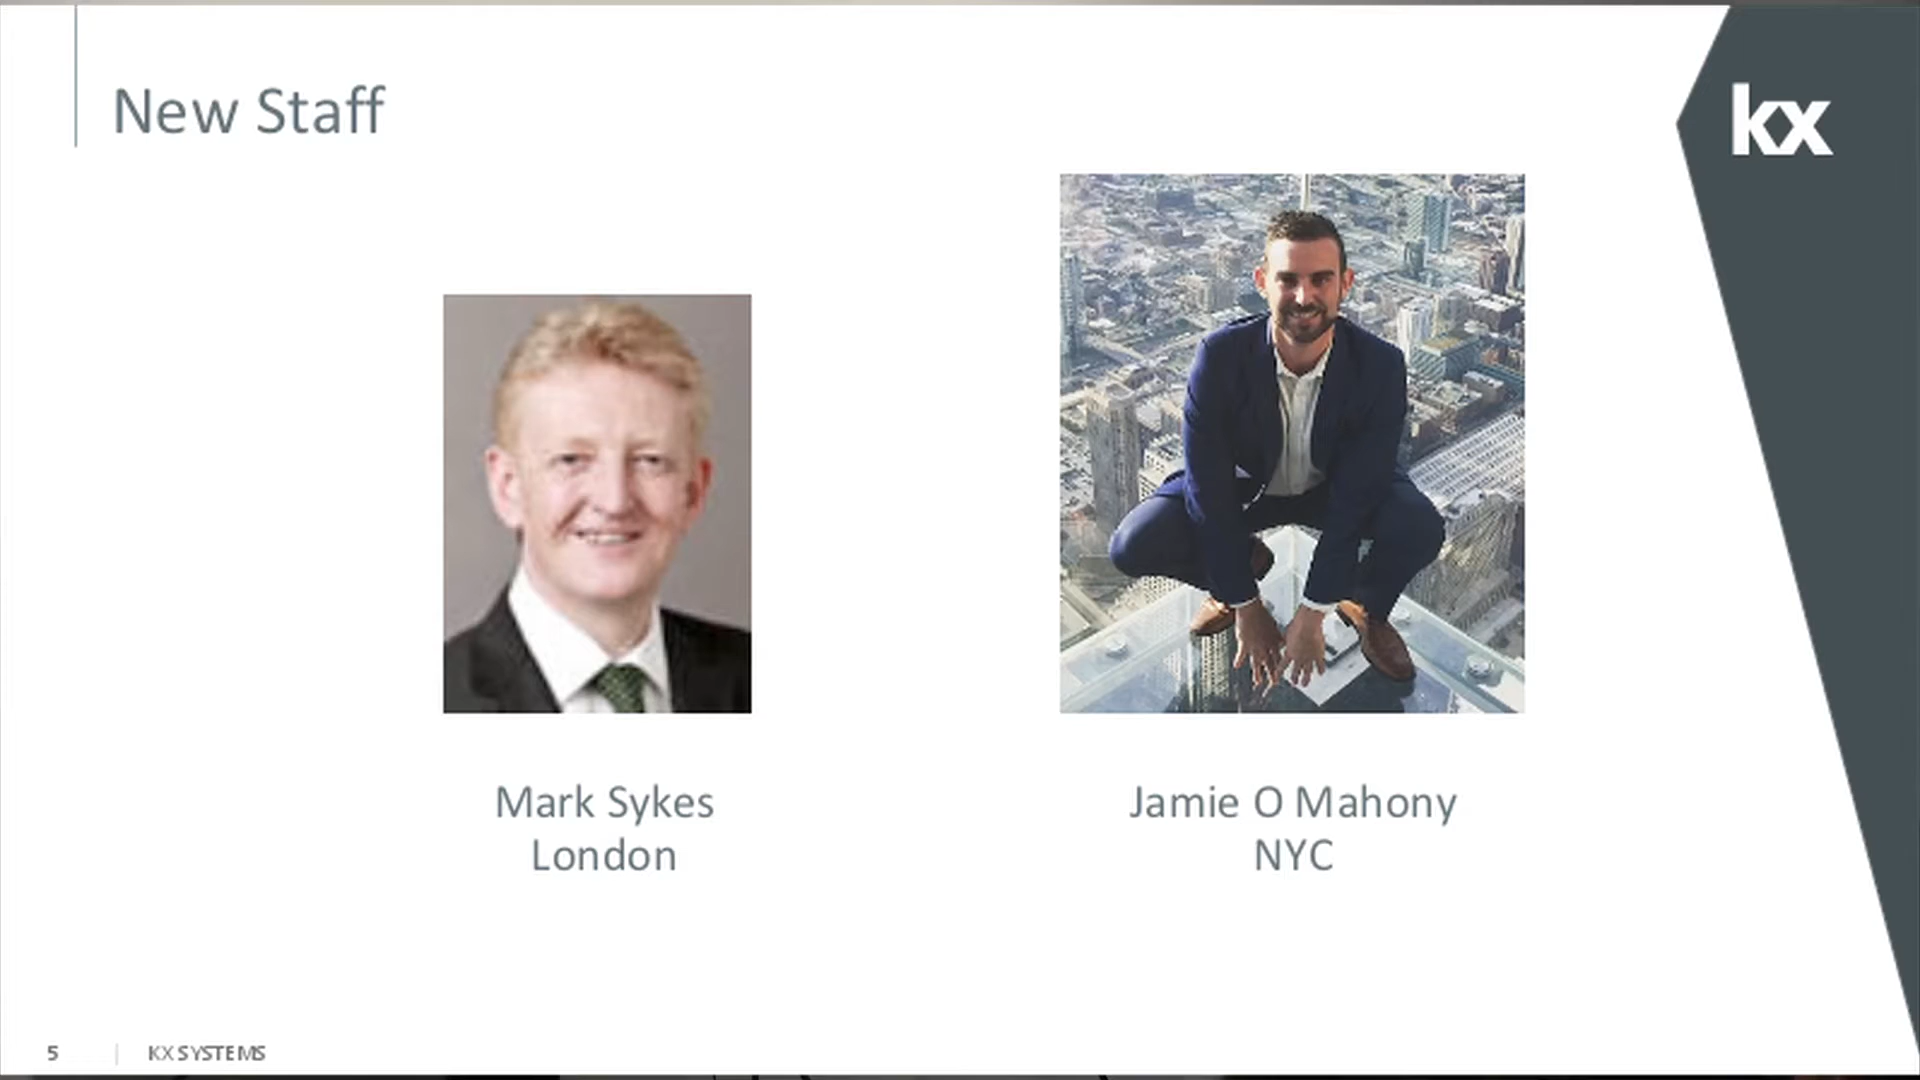 New Staff
kx
Mark Sykes
London
Jamie O Mahony
NYC
5
KX SYSTEMS